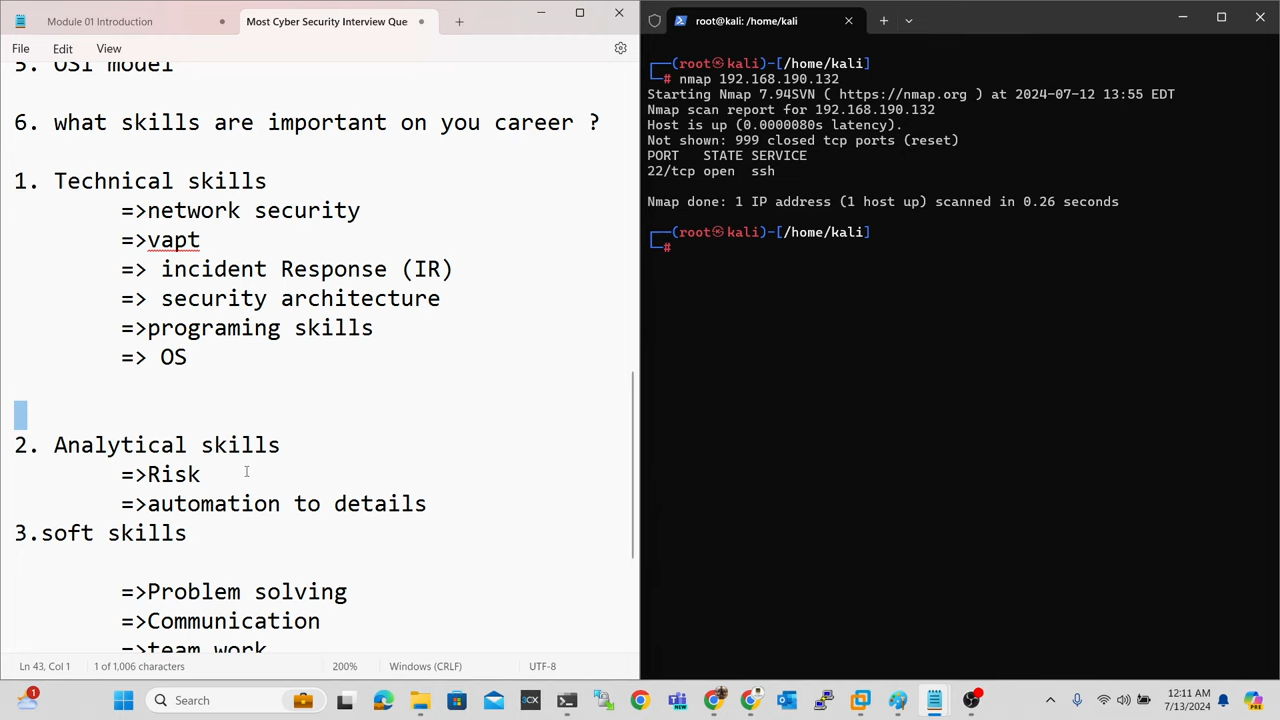 Module 01 Introduction
Most Cyber Security Interview Que
File Edit View
5. OSI model
6. what skills are important on you career ?
1. Technical skills
=>network security
=>vapt
=> incident Response (IR)
=> security architecture
=>programing skills
=> OS
2. Analytical skills
=>Risk
=>automation to details
3.soft skills
=>Problem solving
=>Communication
=>team work
Ln 43, Col 1 1 of 1,006 characters 200% Windows (CRLF) UTF-8
root@kali: /home/kali
┌──(root㉿kali)-[/home/kali]
└─# nmap 192.168.190.132
Starting Nmap 7.94SVN ( https://nmap.org ) at 2024-07-12 13:55 EDT
Nmap scan report for 192.168.190.132
Host is up (0.0000080s latency).
Not shown: 999 closed tcp ports (reset)
PORT STATE SERVICE
22/tcp open ssh
Nmap done: 1 IP address (1 host up) scanned in 0.26 seconds
┌──(root㉿kali)-[/home/kali]
└─#
1
Search
3CX
NEW
12:11 AM
7/13/2024
PRE